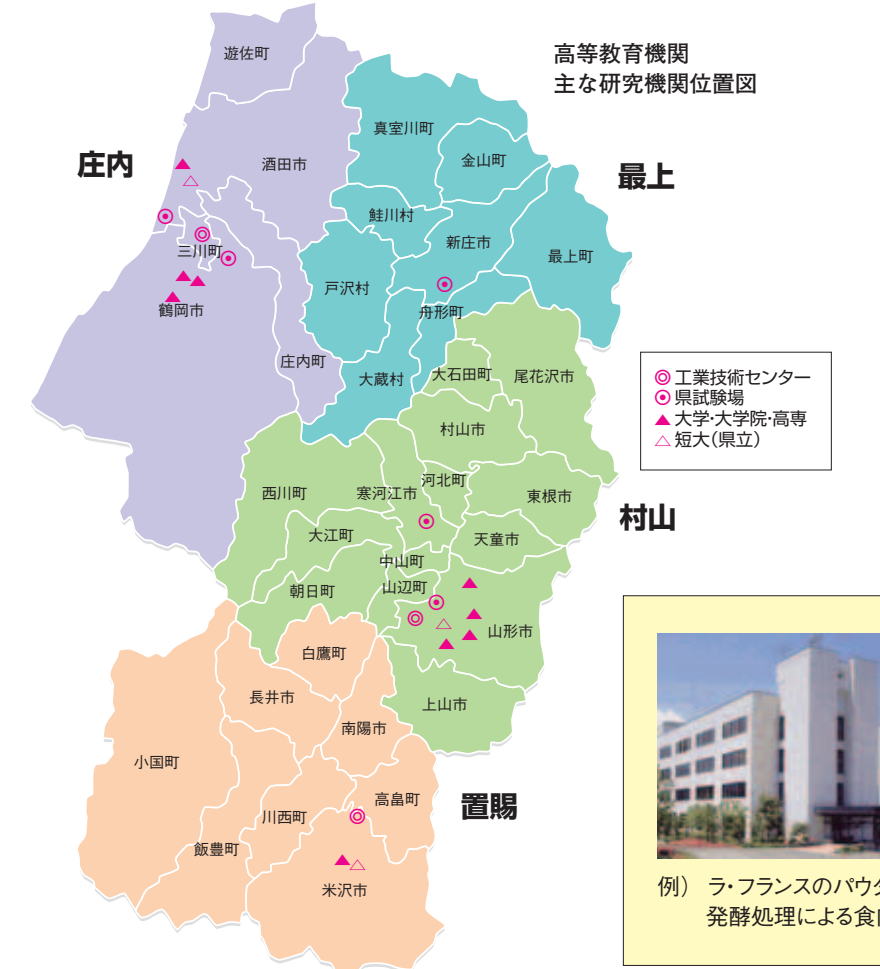 高等教育機関
主な研究機関位置図
遊佐町
真室川町
庄内
酒田市
金山町
最上
鮭川村
新庄市
三川町
最上町
戸沢村
鶴岡市
舟形町
庄内町
大蔵村
大石田町
尾花沢市
◎工業技術センター
県試験場
▲大学・大学院・高専
△短大（県立）
村山市
河北町
西川町
寒河江市
東根市
村山
大江町
天童市
中山町
朝日町
山辺町
山形市
白鷹町
長井市
上山市
南陽市
小国町
高畠町
置賜
川西町
飯豊町
米沢市
例） ラ・フランスのパウ
発酵処理による食